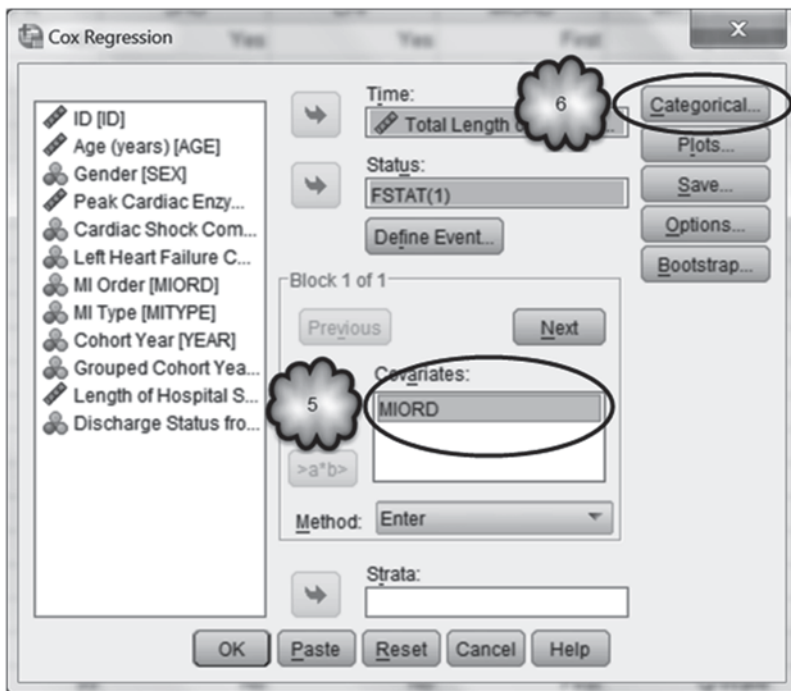 Cox Regression
ID [ID]
Age (years) [AGE]
Gender [SEX]
Peak Cardiac Enzy...
Cardiac Shock Com...
Left Heart Failure C...
MI Order [MIORD]
MI Type [MITYPE]
Cohort Year [YEAR]
Grouped Cohort Yea...
Length of Hospital S...
Discharge Status fro...
Time:
Total Length
6
Status:
FSTAT(1)
Define Event...
Block 1 of 1
Previous
Next
5
Covariates:
MIORD
>a*b>
Method:
Enter
Strata:
Categorical...
Plots...
Save...
Options...
Bootstrap...
OK
Paste
Reset
Cancel
Help